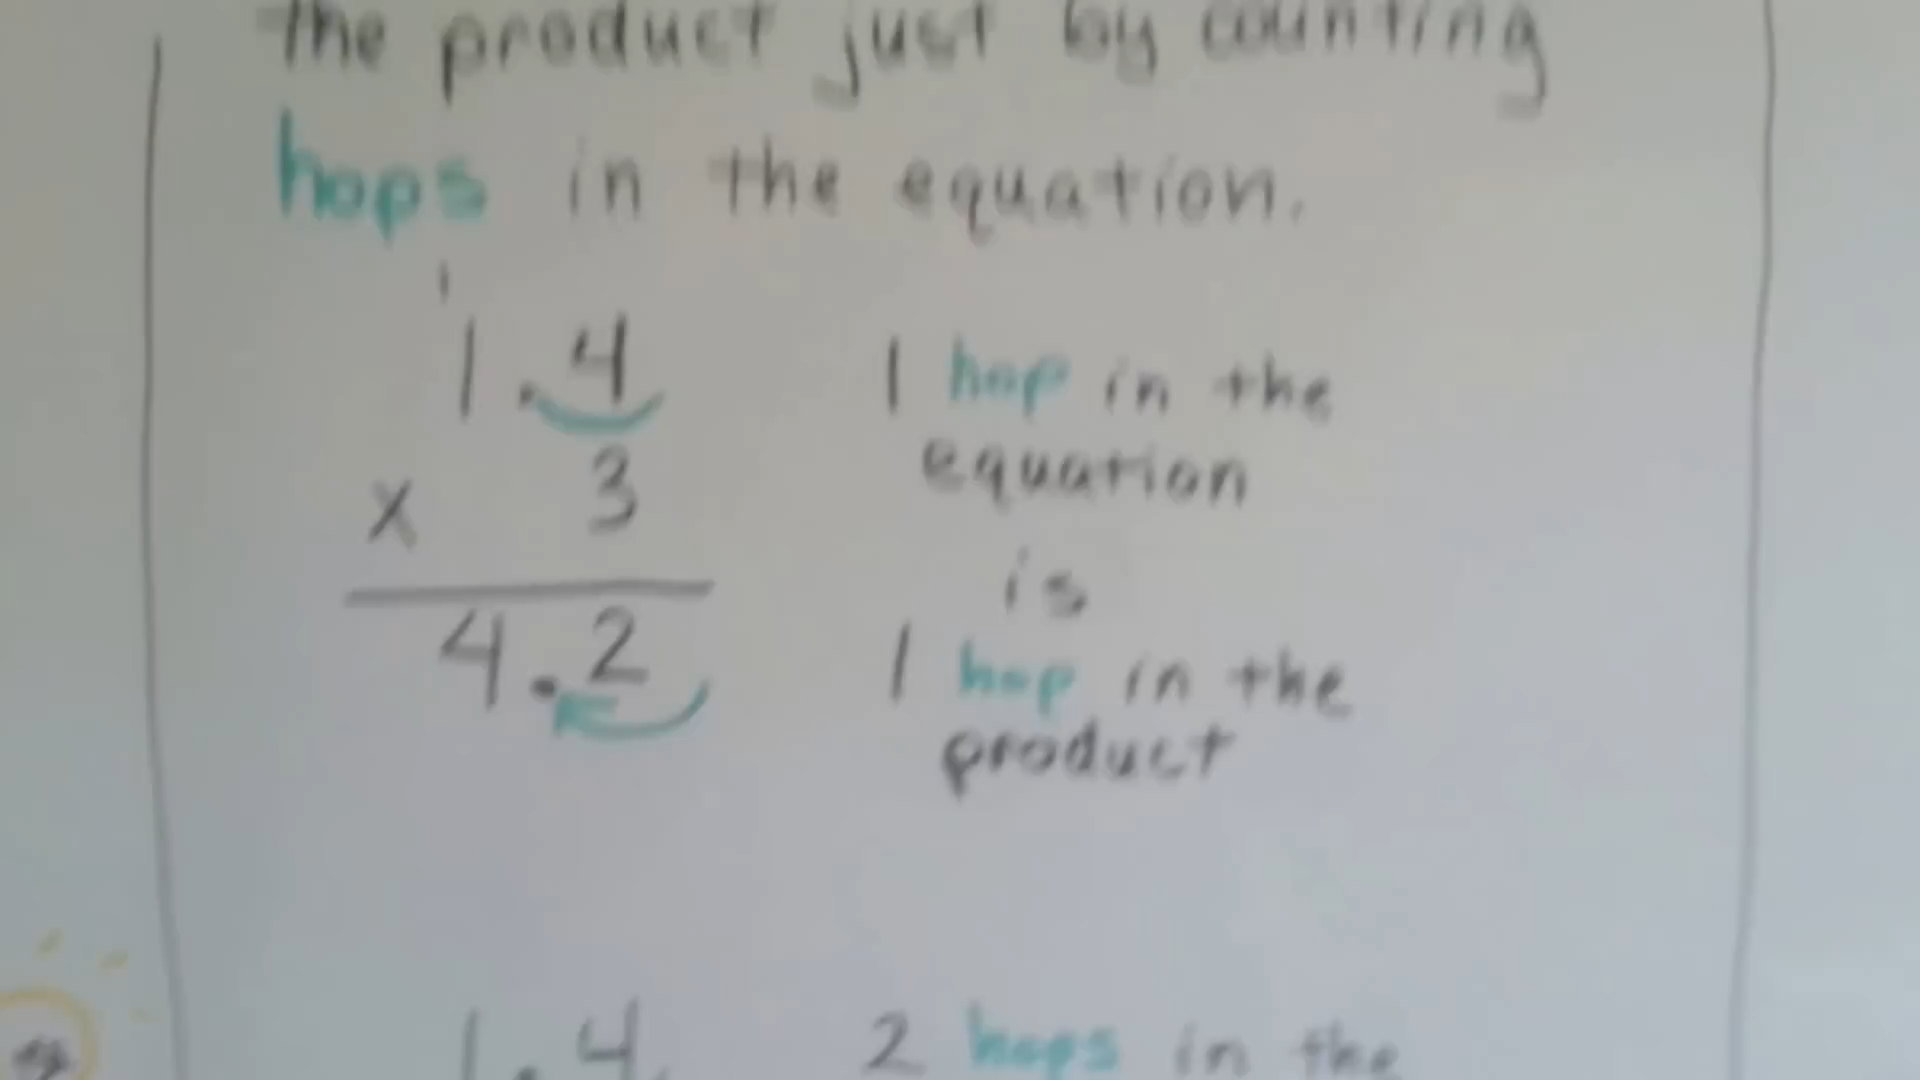 the product just by counting
hops in the equation.
1
1.4
x 3
4.2
1 hop in the
equation
is
1 hop in the
product
1.4
2 hops in the